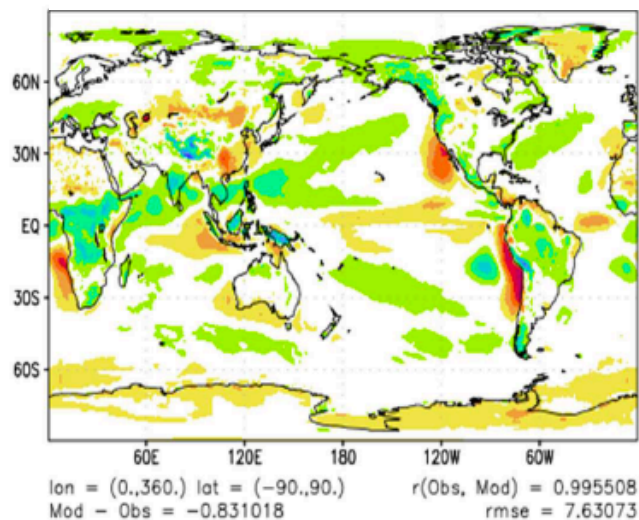 60N
30N
EQ
30S
60S
60E 120E 180 120W 60W
lon = (0.,360.) lat = (-90.,90.) r(Obs, Mod) = 0.995508
Mod - Obs = -0.831018 rmse = 7.63073